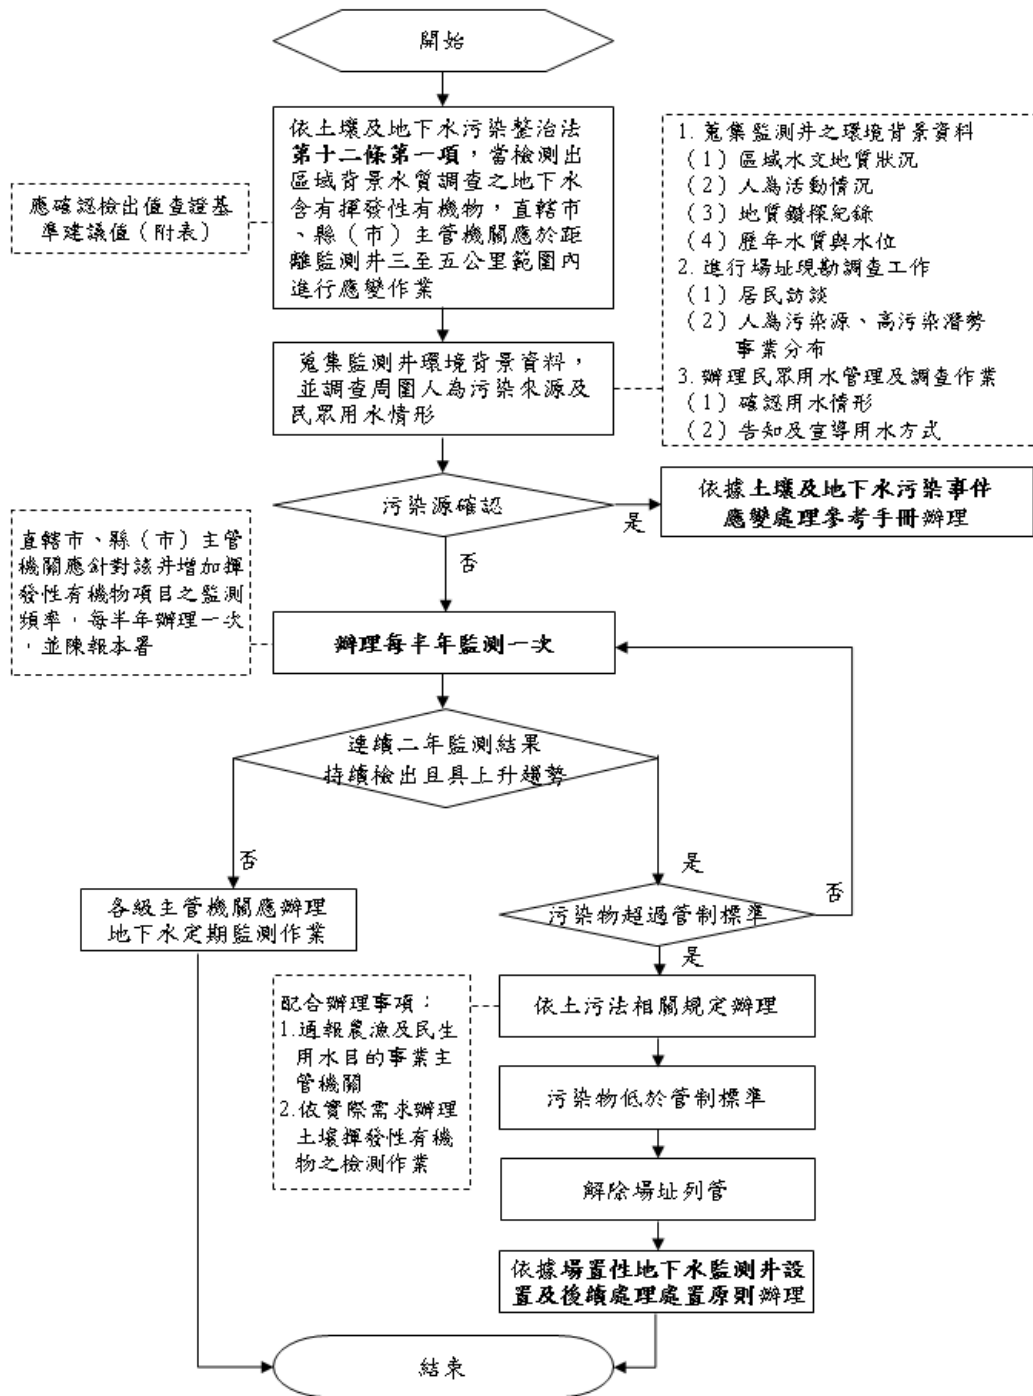 開始
依土壤及地下水污染整治法
第十二條第一項，當檢測出
區域背景水質調查之地下水
含有揮發性有機物，直轄市
、縣（市）主管機關應於距
離監測井三至五公里範圍內
進行應變作業
應確認檢出值查證基
準建議值（附表）
1. 蒐集監測井之環境背景資料
（1）區域水文地質狀況
（2）人為活動情況
（3）地質鑽探紀錄
（4）歷年水質與水位
2. 進行場址現勘調查工作
（1）居民訪談
（2）人為污染源、高污染潛勢
事業分布
3. 辦理民眾用水管理及調查作業
（1）確認用水情形
（2）告知及宣導用水方式
蒐集監測井環境背景資料，
並調查周圍人為污染來源及
民眾用水情形
污染源確認
是
依據土壤及地下水污染事件
應變處理參考手冊辦理
否
直轄市、縣（市）主管
機關應針對該井增加揮
發性有機物項目之監測
頻率，每半年辦理一次
，並陳報本署
辦理每半年監測一次
連續二年監測結果
持續檢出且具上升趨勢
否
是
各級主管機關應辦理
地下水定期監測作業
污染物超過管制標準
否
是
配合辦理事項：
1.通報農漁及民生
用水目的事業主
管機關
2.依實際需求辦理
土壤揮發性有機
物之檢測作業
依土污法相關規定辦理
污染物低於管制標準
解除場址列管
依據場置性地下水監測井設
置及後續處理處置原則辦理
結束